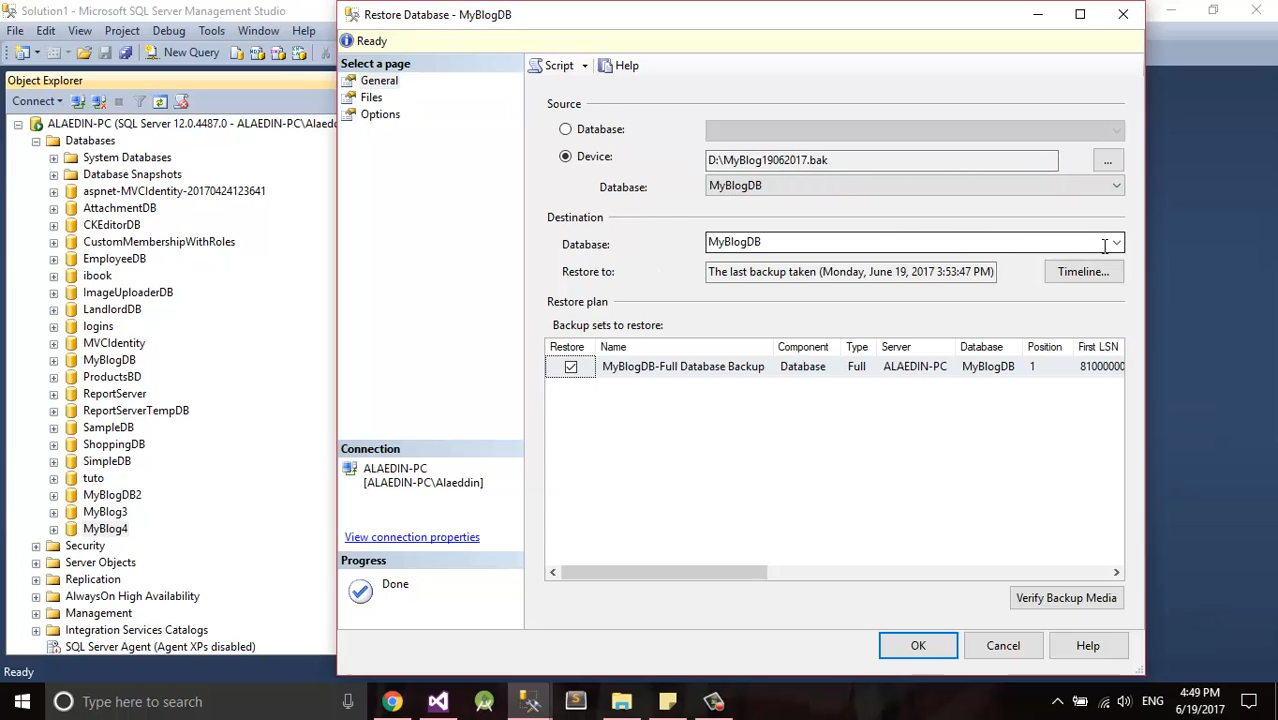 Solution1 - Microsoft SQL Server Management Studio
File Edit View Project Debug Tools Window Help
New Query
Object Explorer
Connect
ALAEDIN-PC (SQL Server 12.0.4487.0 - ALAEDIN-PC\Alaeddi
Databases
System Databases
Database Snapshots
aspnet-MVCIdentity-20170424123641
AttachmentDB
CKEditorDB
CustomMembershipWithRoles
EmployeeDB
ibook
ImageUploaderDB
LandlordDB
logins
MVCIdentity
MyBlogDB
ProductsBD
ReportServer
ReportServerTempDB
SampleDB
ShoppingDB
SimpleDB
tuto
MyBlogDB2
MyBlog3
MyBlog4
Security
Server Objects
Replication
AlwaysOn High Availability
Management
Integration Services Catalogs
SQL Server Agent (Agent XPs disabled)
Ready
Restore Database - MyBlogDB
Ready
Select a page
General
Files
Options
Connection
ALAEDIN-PC
[ALAEDIN-PC\Alaeddin]
View connection properties
Progress
Done
Script Help
Source
Database:
Device: D:\MyBlog19062017.bak ...
Database: MyBlogDB
Destination
Database: MyBlogDB
Restore to: The last backup taken (Monday, June 19, 2017 3:53:47 PM) Timeline...
Restore plan
Backup sets to restore:
Restore Name Component Type Server Database Position First LSN
MyBlogDB-Full Database Backup Database Full ALAEDIN-PC MyBlogDB 1 81000000
Verify Backup Media
OK Cancel Help
Type here to search
ENG
4:49 PM
6/19/2017